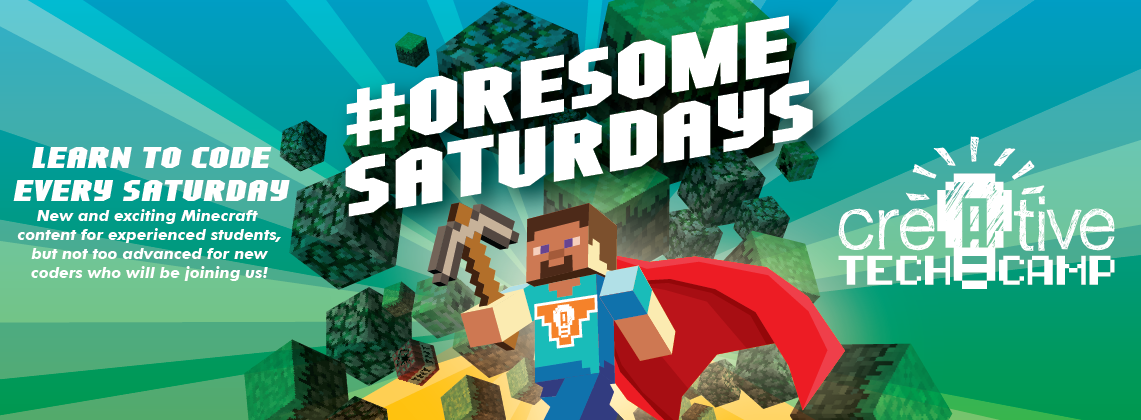 #ORESOME
SATURDAYS
LEARN TO CODE
EVERY SATURDAY
New and exciting Minecraft
content for experienced students,
but not too advanced for new
coders who will be joining us!
creAtive
TECH CAMP
TNT